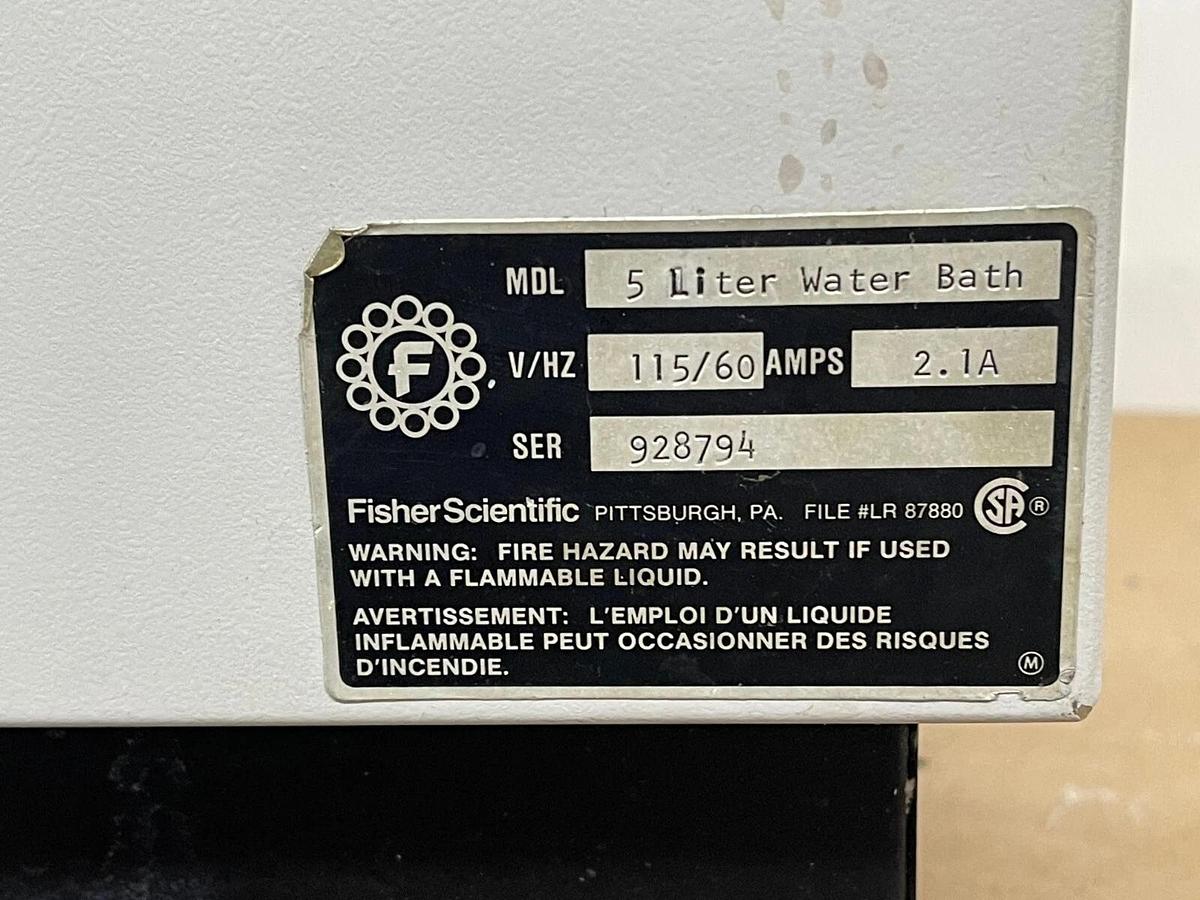 MDL 5 Liter Water Bath
F
V/HZ 115/60 AMPS 2.1A
SER 928794
FisherScientific PITTSBURGH, PA. FILE #LR 87880 SA ®
WARNING: FIRE HAZARD MAY RESULT IF USED
WITH A FLAMMABLE LIQUID.
AVERTISSEMENT: L'EMPLOI D'UN LIQUIDE
INFLAMMABLE PEUT OCCASIONNER DES RISQUES
D'INCENDIE.
M